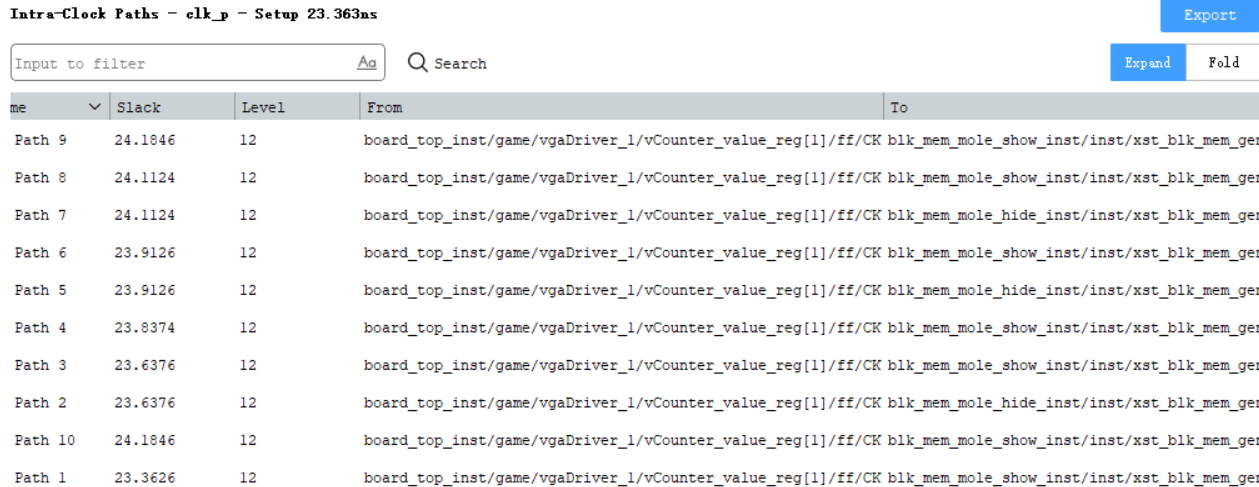 Intra-Clock Paths - clk_p - Setup 23.363ns Export
Input to filter Aa Search Expand Fold
me Slack Level From To
Path 9 24.1846 12 board_top_inst/game/vgaDriver_1/vCounter_value_reg[1]/ff/CK blk_mem_mole_show_inst/inst/xst_blk_mem_ger
Path 8 24.1124 12 board_top_inst/game/vgaDriver_1/vCounter_value_reg[1]/ff/CK blk_mem_mole_show_inst/inst/xst_blk_mem_ger
Path 7 24.1124 12 board_top_inst/game/vgaDriver_1/vCounter_value_reg[1]/ff/CK blk_mem_mole_hide_inst/inst/xst_blk_mem_ger
Path 6 23.9126 12 board_top_inst/game/vgaDriver_1/vCounter_value_reg[1]/ff/CK blk_mem_mole_show_inst/inst/xst_blk_mem_ger
Path 5 23.9126 12 board_top_inst/game/vgaDriver_1/vCounter_value_reg[1]/ff/CK blk_mem_mole_hide_inst/inst/xst_blk_mem_ger
Path 4 23.8374 12 board_top_inst/game/vgaDriver_1/vCounter_value_reg[1]/ff/CK blk_mem_mole_show_inst/inst/xst_blk_mem_ger
Path 3 23.6376 12 board_top_inst/game/vgaDriver_1/vCounter_value_reg[1]/ff/CK blk_mem_mole_show_inst/inst/xst_blk_mem_ger
Path 2 23.6376 12 board_top_inst/game/vgaDriver_1/vCounter_value_reg[1]/ff/CK blk_mem_mole_hide_inst/inst/xst_blk_mem_ger
Path 10 24.1846 12 board_top_inst/game/vgaDriver_1/vCounter_value_reg[1]/ff/CK blk_mem_mole_show_inst/inst/xst_blk_mem_ger
Path 1 23.3626 12 board_top_inst/game/vgaDriver_1/vCounter_value_reg[1]/ff/CK blk_mem_mole_show_inst/inst/xst_blk_mem_ger